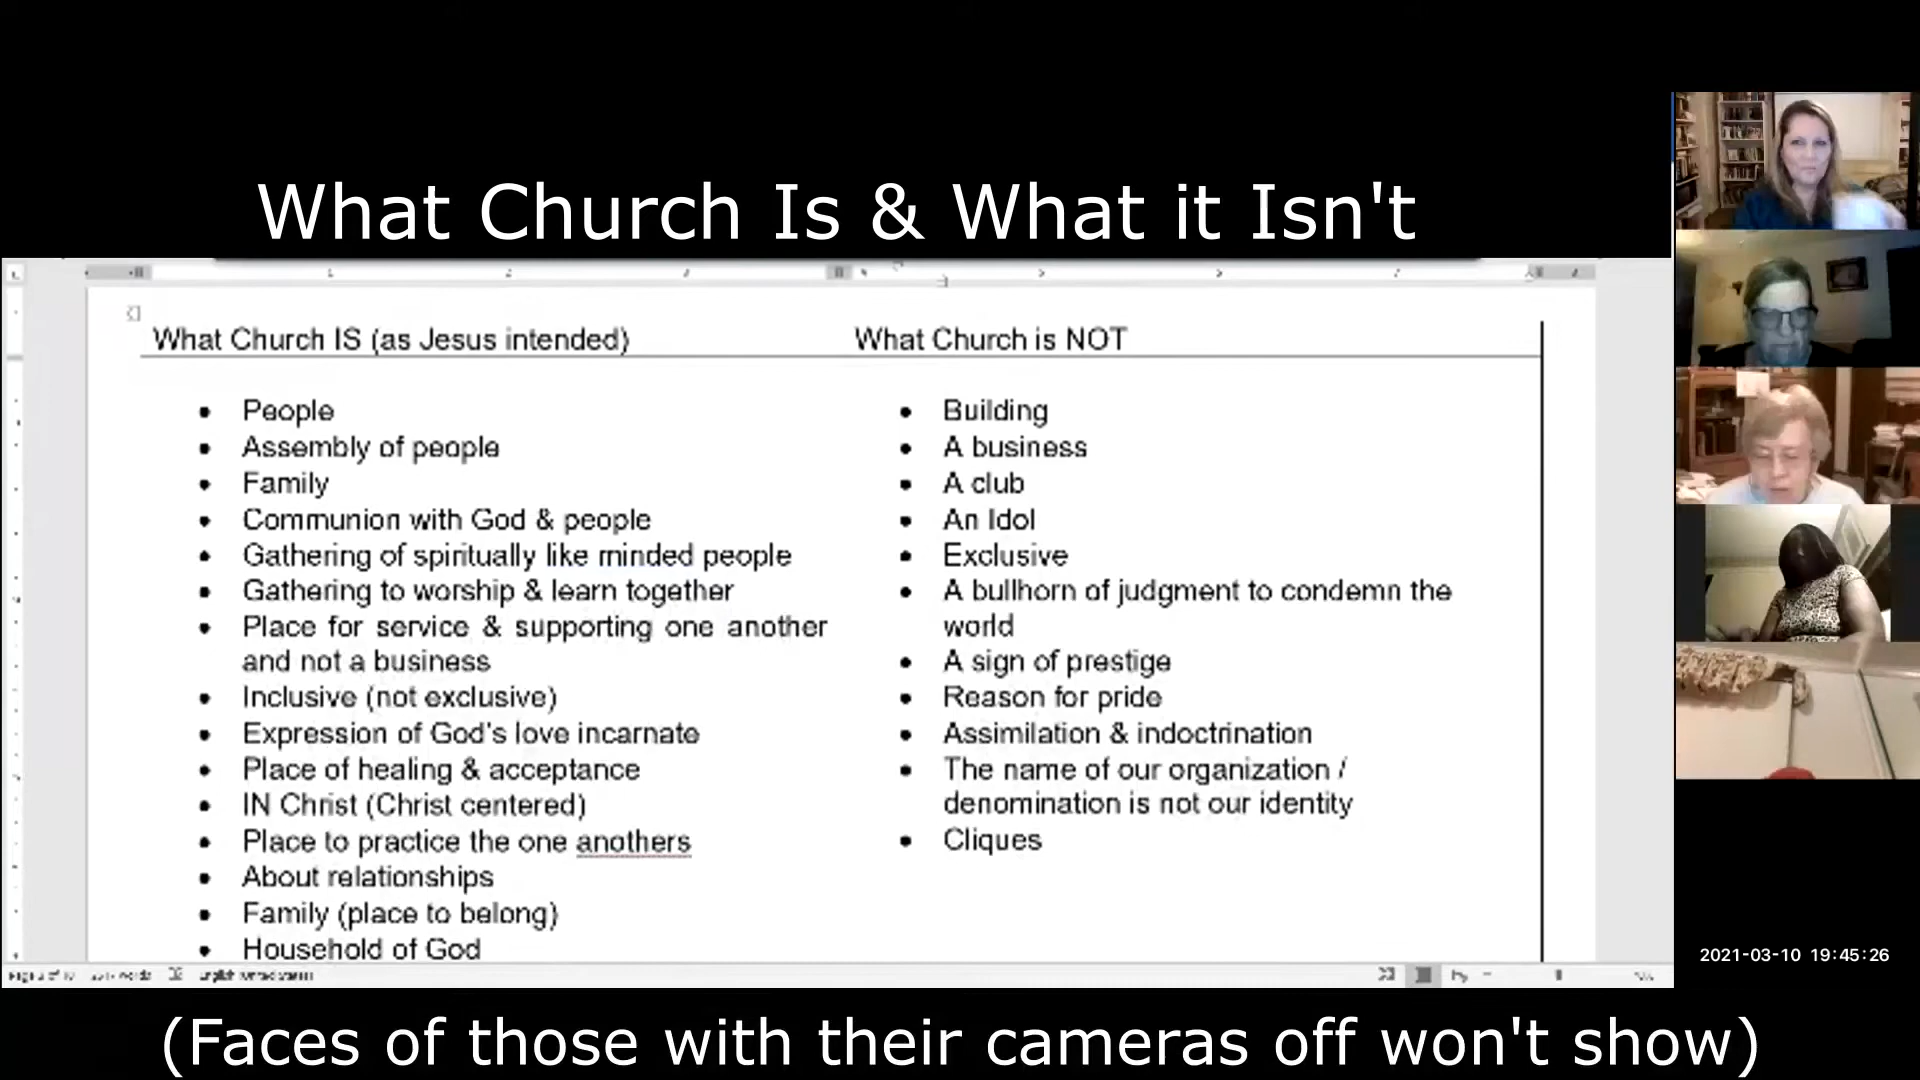 What Church Is & What it Isn't
What Church IS (as Jesus intended)
What Church is NOT
• People
• Assembly of people
• Family
• Communion with God & people
• Gathering of spiritually like minded people
• Gathering to worship & learn together
• Place for service & supporting one another
and not a business
• Inclusive (not exclusive)
• Expression of God's love incarnate
• Place of healing & acceptance
• IN Christ (Christ centered)
• Place to practice the one anothers
• About relationships
• Family (place to belong)
• Household of God
• Building
• A business
• A club
• An Idol
• Exclusive
• A bullhorn of judgment to condemn the
world
• A sign of prestige
• Reason for pride
• Assimilation & indoctrination
• The name of our organization /
denomination is not our identity
• Cliques
English (United States)
2021-03-10 19:45:26
(Faces of those with their cameras off won't show)